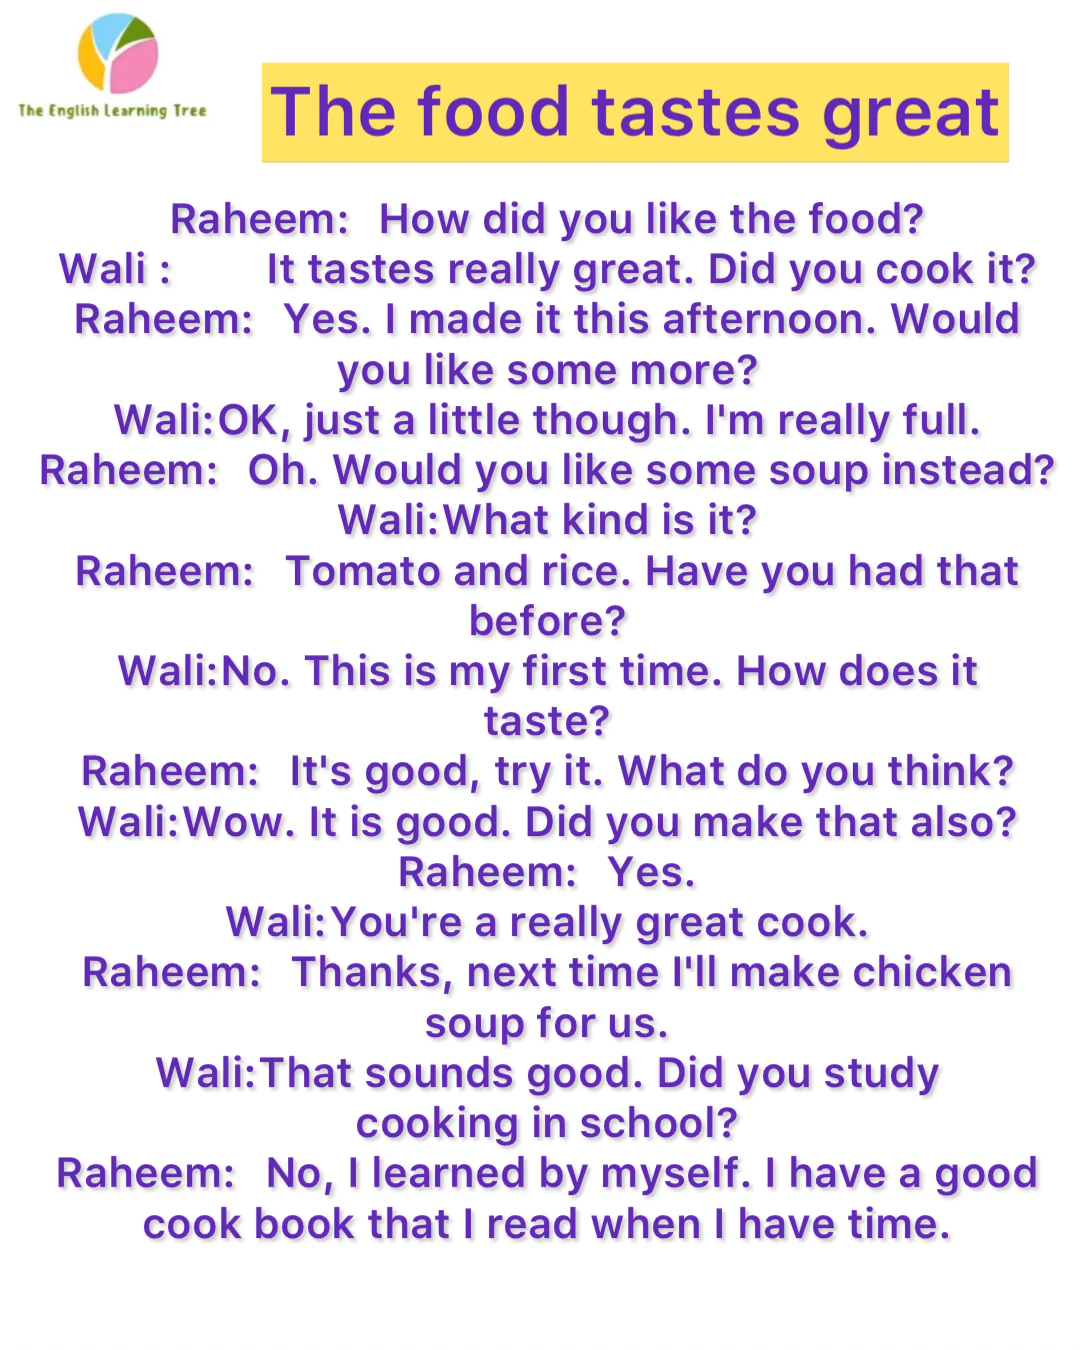 The English Learning Tree
The food tastes great
Raheem: How did you like the food?
Wali : It tastes really great. Did you cook it?
Raheem: Yes. I made it this afternoon. Would
you like some more?
Wali:OK, just a little though. I'm really full.
Raheem: Oh. Would you like some soup instead?
Wali:What kind is it?
Raheem: Tomato and rice. Have you had that
before?
Wali:No. This is my first time. How does it
taste?
Raheem: It's good, try it. What do you think?
Wali:Wow. It is good. Did you make that also?
Raheem: Yes.
Wali:You're a really great cook.
Raheem: Thanks, next time I'll make chicken
soup for us.
Wali:That sounds good. Did you study
cooking in school?
Raheem: No, I learned by myself. I have a good
cook book that I read when I have time.